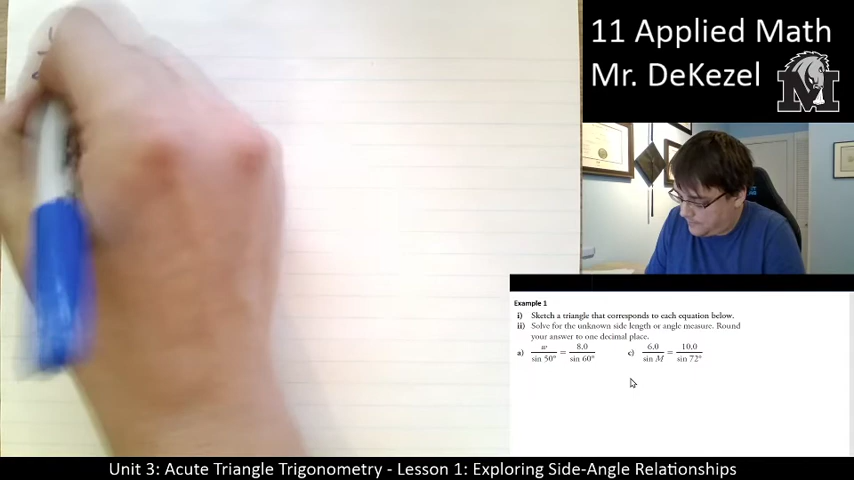 11 Applied Math
Mr. DeKezel
M
Example 1
i) Sketch a triangle that corresponds to each equation below.
ii) Solve for the unknown side length or angle measure. Round
your answer to one decimal place.
a) w/sin 50° = 8.0/sin 60° c) 6.0/sin M = 10.0/sin 72°
Unit 3: Acute Triangle Trigonometry - Lesson 1: Exploring Side-Angle Relationships